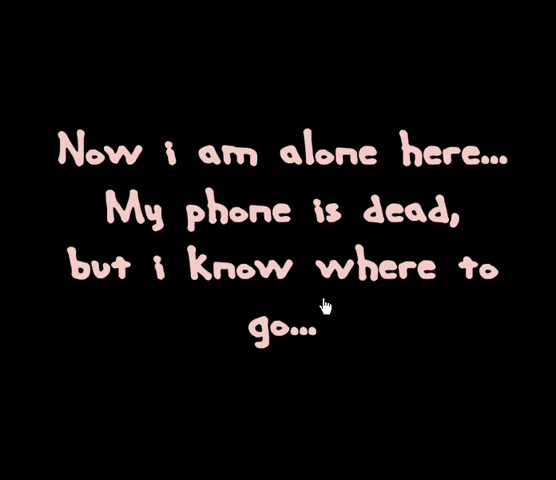 Now i am alone here...
My phone is dead,
but i know where to
go...